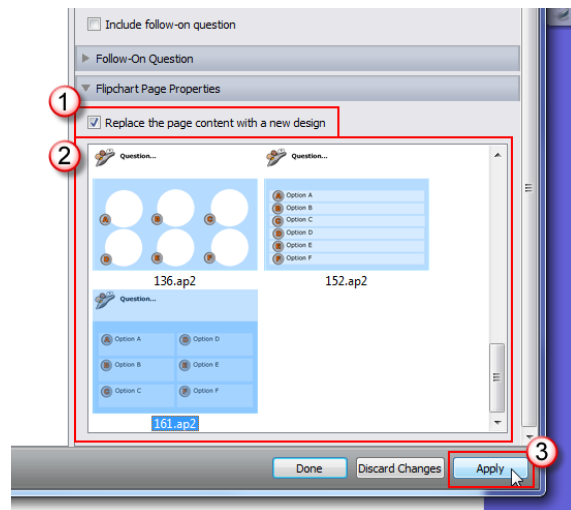 Include follow-on question
Follow-On Question
Flipchart Page Properties
1
Replace the page content with a new design
2
Question...
Question...
A
B
C
D
E
F
A Option A
B Option B
C Option C
D Option D
E Option E
F Option F
136.ap2
152.ap2
Question...
A Option A
D Option D
B Option B
E Option E
C Option C
F Option F
161.ap2
3
Done
Discard Changes
Apply